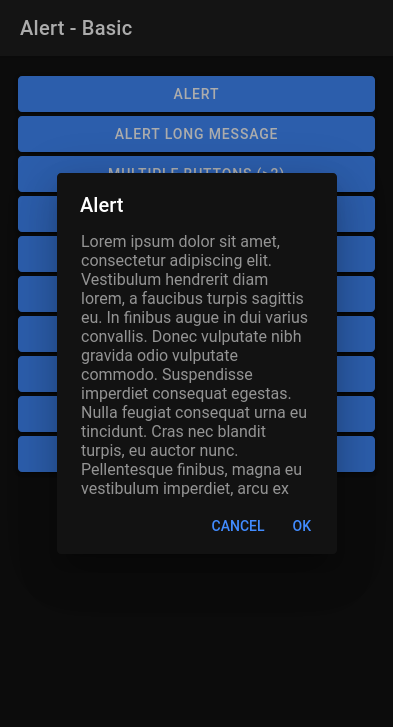 Alert - Basic
ALERT
ALERT LONG MESSAGE
MULTIPLE BUTTONS (>2)
Alert
Lorem ipsum dolor sit amet,
consectetur adipiscing elit.
Vestibulum hendrerit diam
lorem, a faucibus turpis sagittis
eu. In finibus augue in dui varius
convallis. Donec vulputate nibh
gravida odio vulputate
commodo. Suspendisse
imperdiet consequat egestas.
Nulla feugiat consequat urna eu
tincidunt. Cras nec blandit
turpis, eu auctor nunc.
Pellentesque finibus, magna eu
vestibulum imperdiet, arcu ex
CANCEL OK